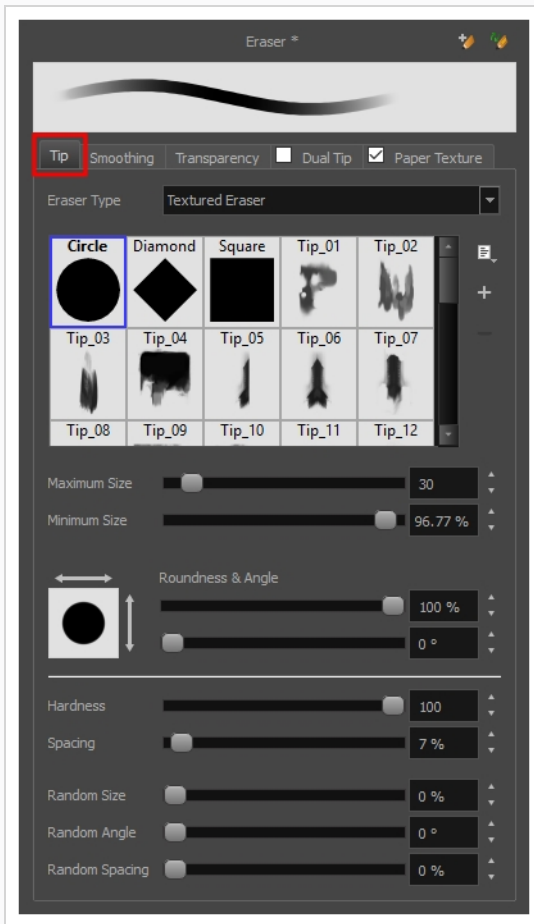 Eraser *
Tip Smoothing Transparency Dual Tip Paper Texture
Eraser Type Textured Eraser
Circle Diamond Square Tip_01 Tip_02
Tip_03 Tip_04 Tip_05 Tip_06 Tip_07
Tip_08 Tip_09 Tip_10 Tip_11 Tip_12
Maximum Size 30
Minimum Size 96.77 %
Roundness & Angle
100 %
0 °
Hardness 100
Spacing 7 %
Random Size 0 %
Random Angle 0 °
Random Spacing 0 %